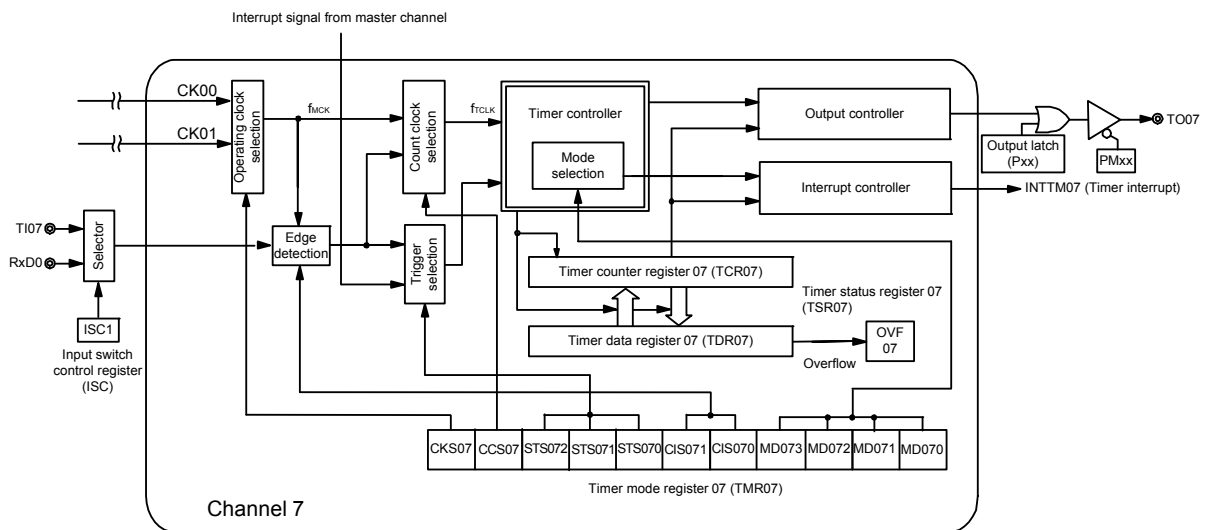 Interrupt signal from master channel
CK00
CK01
Operating clock
selection
fMCK
Count clock
selection
fTCLK
Timer controller
Mode
selection
Output controller
Interrupt controller
Output latch
(Pxx)
PMxx
TO07
INTTM07 (Timer interrupt)
TI07
RxD0
Selector
Edge
detection
Trigger
selection
ISC1
Input switch
control register
(ISC)
Timer counter register 07 (TCR07)
Timer status register 07
(TSR07)
Timer data register 07 (TDR07)
OVF
07
Overflow
CKS07 CCS07 STS072 STS071 STS070 CIS071 CIS070 MD073 MD072 MD071 MD070
Timer mode register 07 (TMR07)
Channel 7